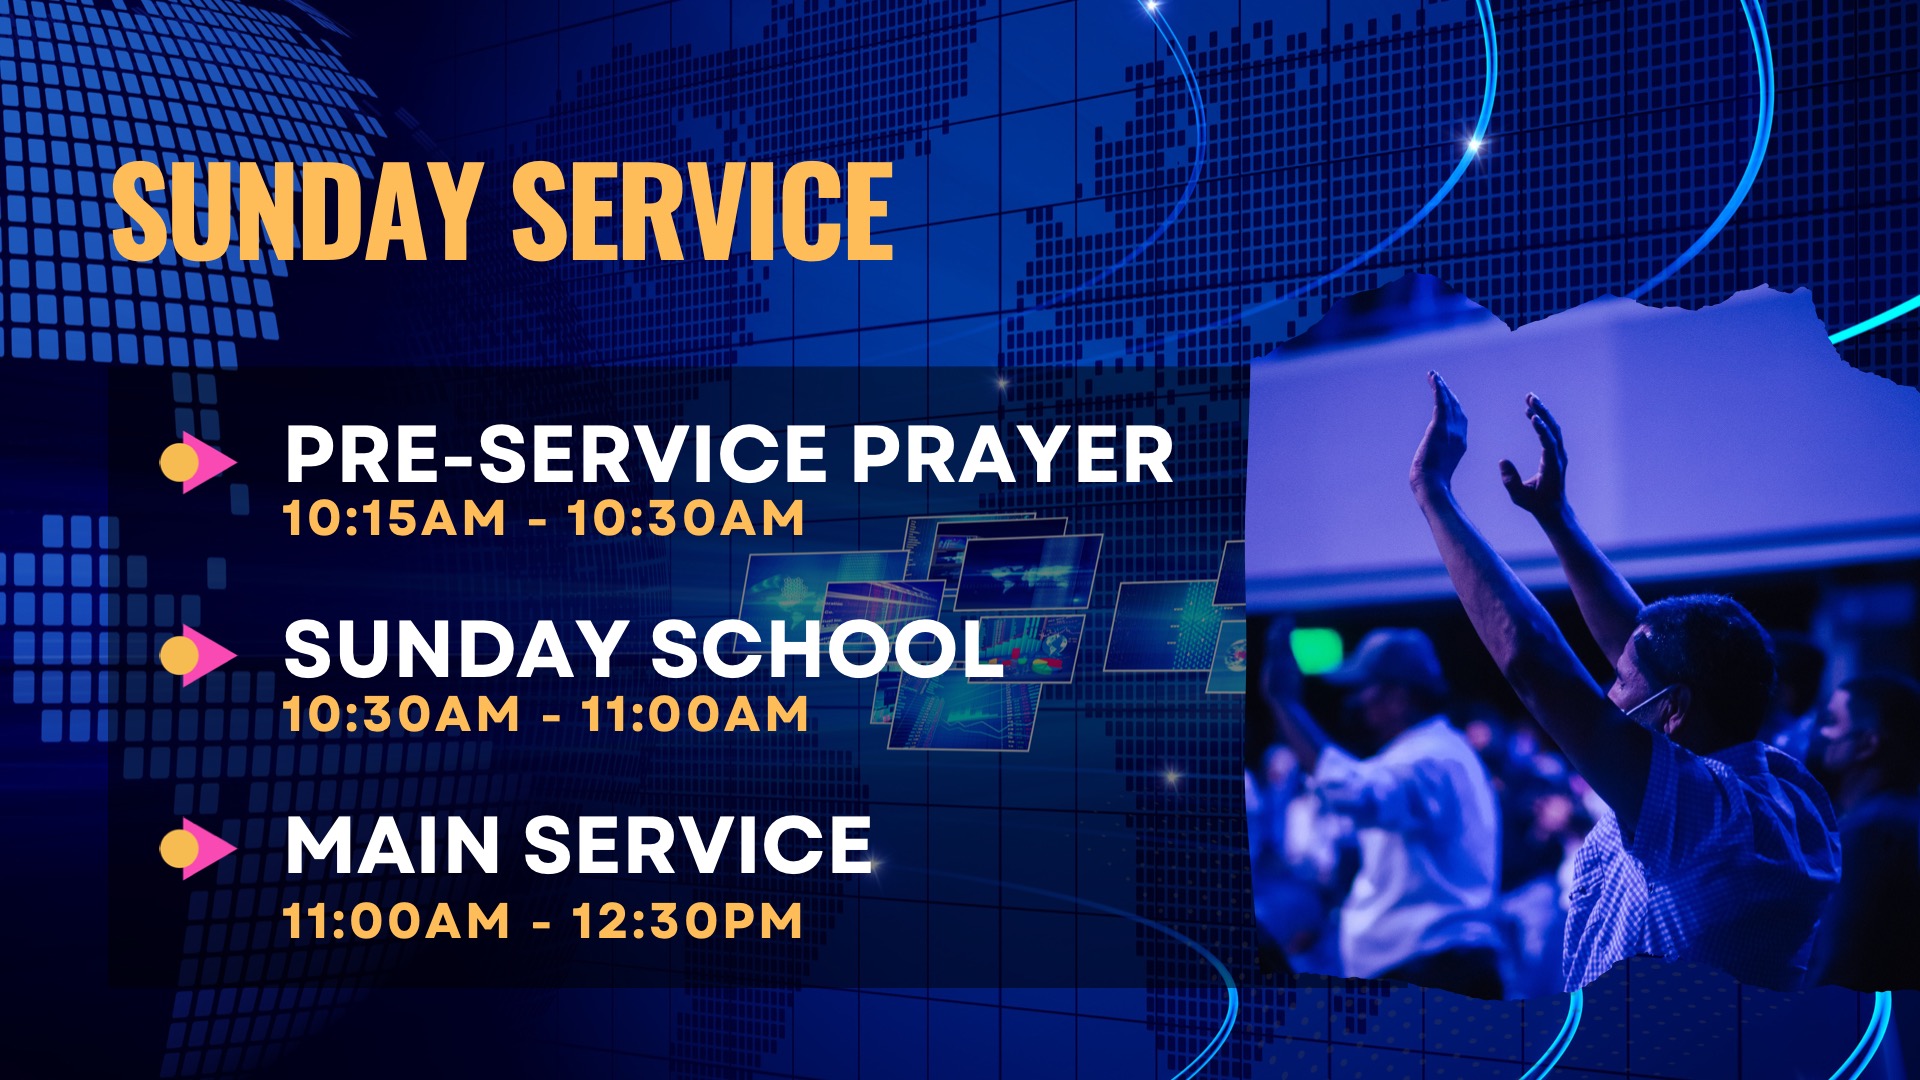 SUNDAY SERVICE
PRE-SERVICE PRAYER
10:15AM - 10:30AM
SUNDAY SCHOOL
10:30AM - 11:00AM
MAIN SERVICE
11:00AM - 12:30PM